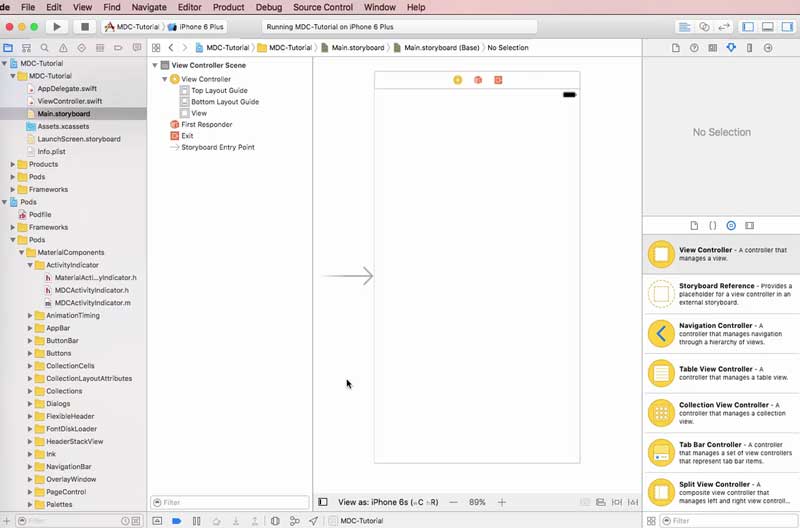 de File Edit View Find Navigate Editor Product Debug Source Control Window Help
MDC-Tutorial iPhone 6 Plus
Running MDC-Tutorial on iPhone 6 Plus
MDC-Tutorial MDC-Tutorial Main.storyboard Main.storyboard (Base) No Selection
MDC-Tutorial
MDC-Tutorial
AppDelegate.swift
ViewController.swift
Main.storyboard
Assets.xcassets
LaunchScreen.storyboard
Info.plist
Products
Pods
Frameworks
Pods
Podfile
Frameworks
Pods
MaterialComponents
ActivityIndicator
MaterialActi...yIndicator.h
MDCActivityIndicator.h
MDCActivityIndicator.m
AnimationTiming
AppBar
ButtonBar
Buttons
CollectionCells
CollectionLayoutAttributes
Collections
Dialogs
FlexibleHeader
FontDiskLoader
HeaderStackView
Ink
NavigationBar
OverlayWindow
PageControl
Palettes
Filter
View Controller Scene
View Controller
Top Layout Guide
Bottom Layout Guide
View
First Responder
Exit
Storyboard Entry Point
Filter
View as: iPhone 6s (wC hR)
89%
MDC-Tutorial
No Selection
View Controller - A controller that
manages a view.
Storyboard Reference - Provides a
placeholder for a view controller in an
external storyboard.
Navigation Controller - A
controller that manages navigation
through a hierarchy of views.
Table View Controller - A
controller that manages a table view.
Collection View Controller - A
controller that manages a collection
view.
Tab Bar Controller - A controller
that manages a set of view controllers
that represent tab bar items.
Split View Controller - A
composite view controller that
manages left and right view controll...
Filter